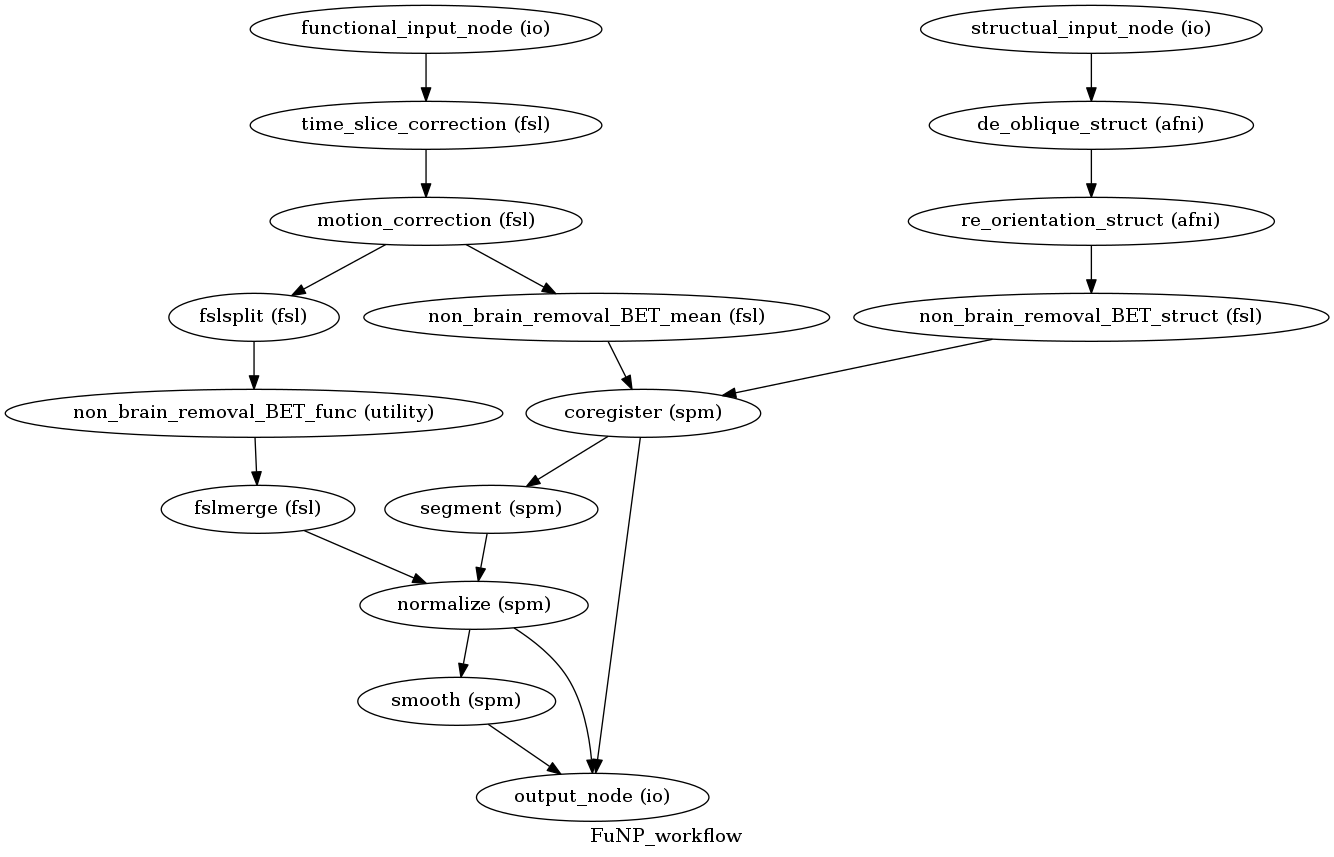 functional_input_node (io)
structual_input_node (io)
time_slice_correction (fsl)
de_oblique_struct (afni)
motion_correction (fsl)
re_orientation_struct (afni)
fslsplit (fsl)
non_brain_removal_BET_mean (fsl)
non_brain_removal_BET_struct (fsl)
non_brain_removal_BET_func (utility)
coregister (spm)
fslmerge (fsl)
segment (spm)
normalize (spm)
smooth (spm)
output_node (io)
FuNP_workflow